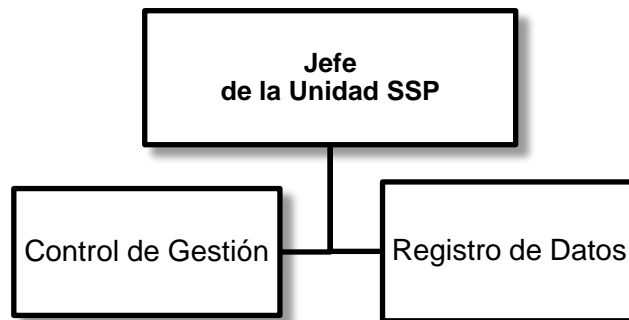 Jefe
de la Unidad SSP
Control de Gestión
Registro de Datos